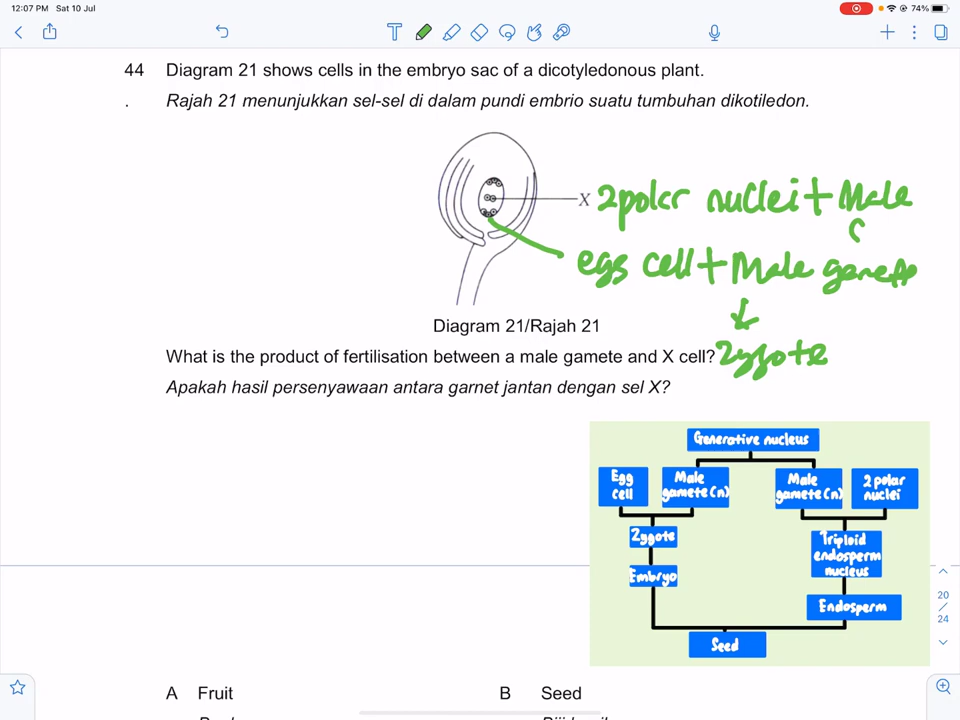 12:07 PM Sat 10 Jul
74%
44 Diagram 21 shows cells in the embryo sac of a dicotyledonous plant.
. Rajah 21 menunjukkan sel-sel di dalam pundi embrio suatu tumbuhan dikotiledon.
X 2 polar nuclei + Male
egg cell + Male gamete
Diagram 21/Rajah 21
What is the product of fertilisation between a male gamete and X cell? Zygote
Apakah hasil persenyawaan antara garnet jantan dengan sel X?
Generative nucleus
Egg cell
Male gamete(n)
Male gamete(n)
2 polar nuclei
Zygote
Triploid endosperm nucleus
Embryo
Endosperm
Seed
20
/
24
A Fruit B Seed